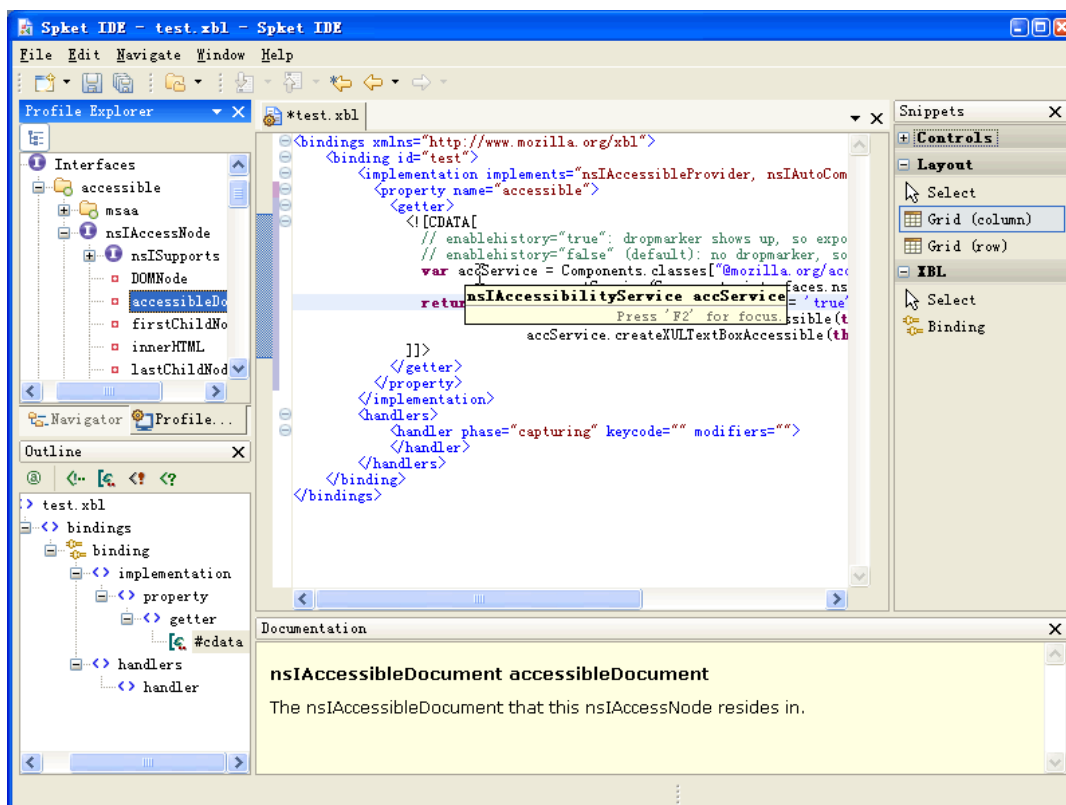 Spket IDE - test.xbl - Spket IDE
File Edit Navigate Window Help
Profile Explorer
Interfaces
accessible
msaa
nsIAccessNode
nsISupports
DOMNode
accessibleDo
firstChildNo
innerHTML
lastChildNod
Navigator Profile...
Outline
test.xbl
bindings
binding
implementation
property
getter
#cdata
handlers
handler
*test.xbl
<bindings xmlns="http://www.mozilla.org/xbl">
<binding id="test">
<implementation implements="nsIAccessibleProvider, nsIAutoCom
<property name="accessible">
<getter>
<![CDATA[
// enablehistory="true": dropmarker shows up, so expo
// enablehistory="false" (default): no dropmarker, so
var accService = Components.classes["@mozilla.org/acc
interfaces.ns
retur = 'true'
nsIAccessibilityService accService
Press 'F2' for focus.
ssible(t
accService.createXULTextBoxAccessible(th
]]>
</getter>
</property>
</implementation>
<handlers>
<handler phase="capturing" keycode="" modifiers="">
</handler>
</handlers>
</binding>
</bindings>
Snippets
Controls
Layout
Select
Grid (column)
Grid (row)
XBL
Select
Binding
Documentation
nsIAccessibleDocument accessibleDocument
The nsIAccessibleDocument that this nsIAccessNode resides in.